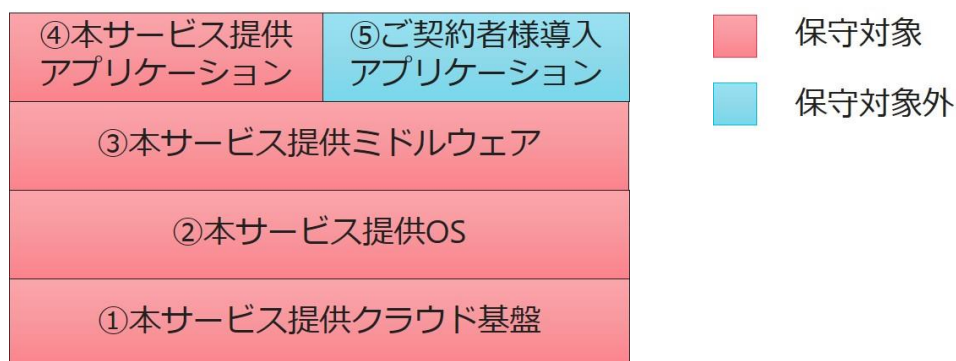 ④本サービス提供
アプリケーション
⑤ご契約者様導入
アプリケーション
③本サービス提供ミドルウェア
②本サービス提供OS
①本サービス提供クラウド基盤
保守対象
保守対象外